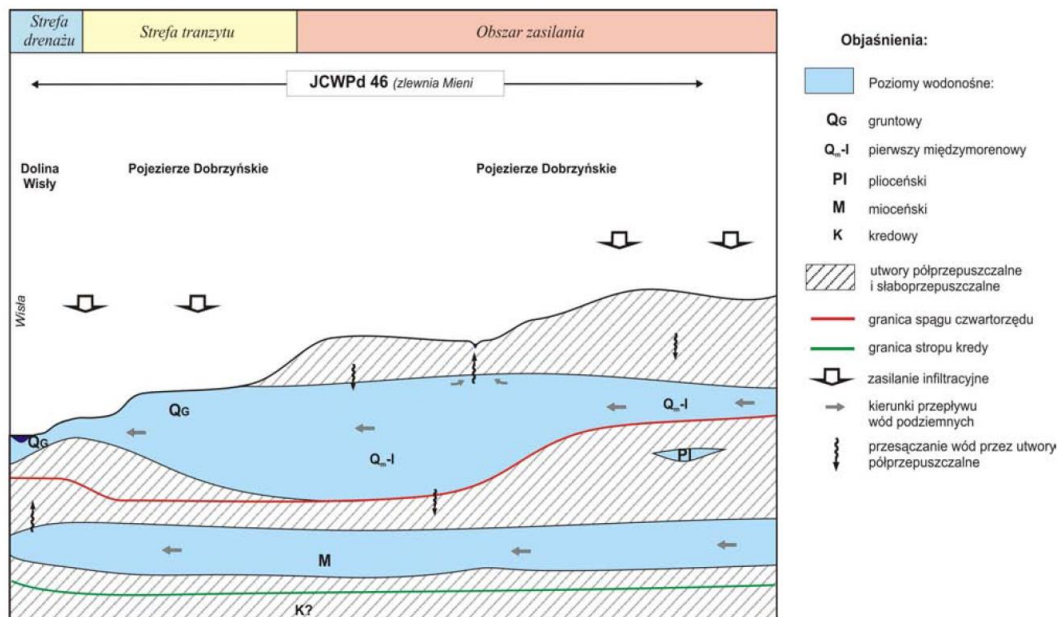 Strefa
drenażu
Strefa tranzytu
Obszar zasilania
JCWPd 46 (zlewnia Mieni
Dolina
Wisły
Pojezierze Dobrzyńskie
Pojezierze Dobrzyńskie
Wisła
QG
QG
Qm-I
Qm-I
Pl
M
K?
Objaśnienia:
Poziomy wodonośne:
QG gruntowy
Qm-I pierwszy międzymorenowy
Pl plioceński
M mioceński
K kredowy
utwory półprzepuszczalne
i słaboprzepuszczalne
granica spągu czwartorzędu
granica stropu kredy
zasilanie infiltracyjne
kierunki przepływu
wód podziemnych
przesączanie wód przez utwory
półprzepuszczalne